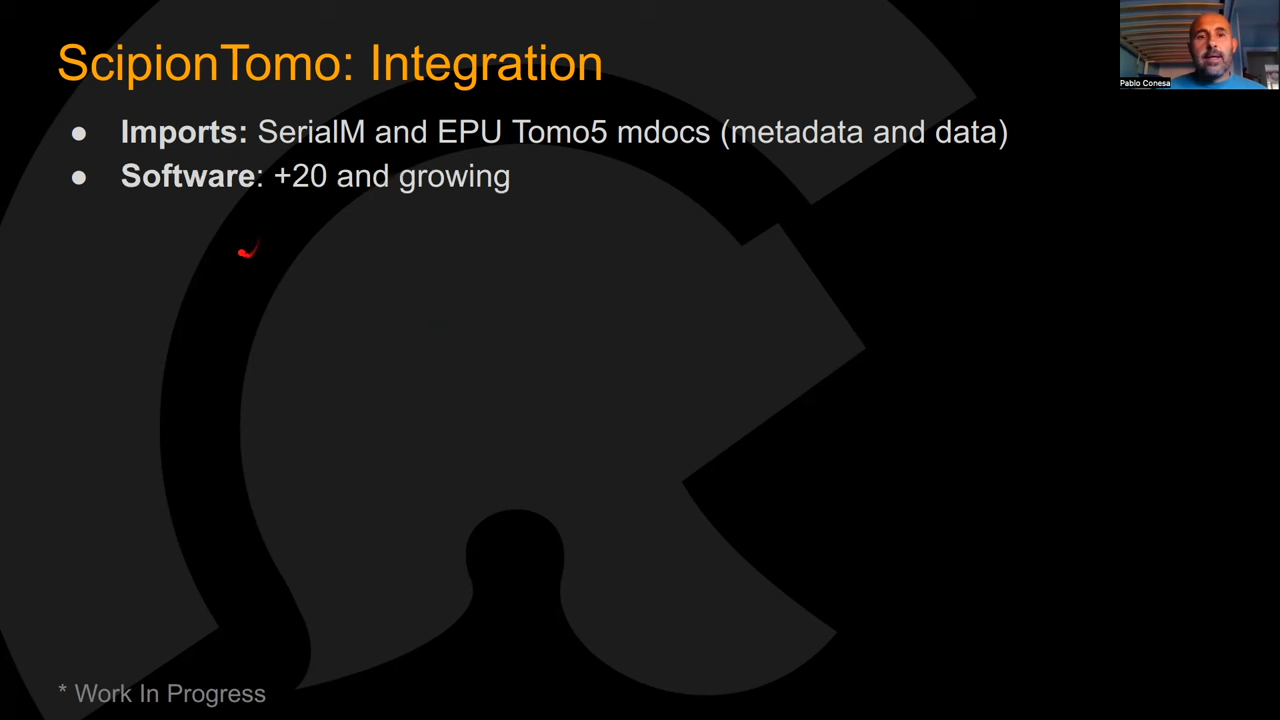 ScipionTomo: Integration
Pablo Conesa
● Imports: SerialM and EPU Tomo5 mdocs (metadata and data)
● Software: +20 and growing
* Work In Progress